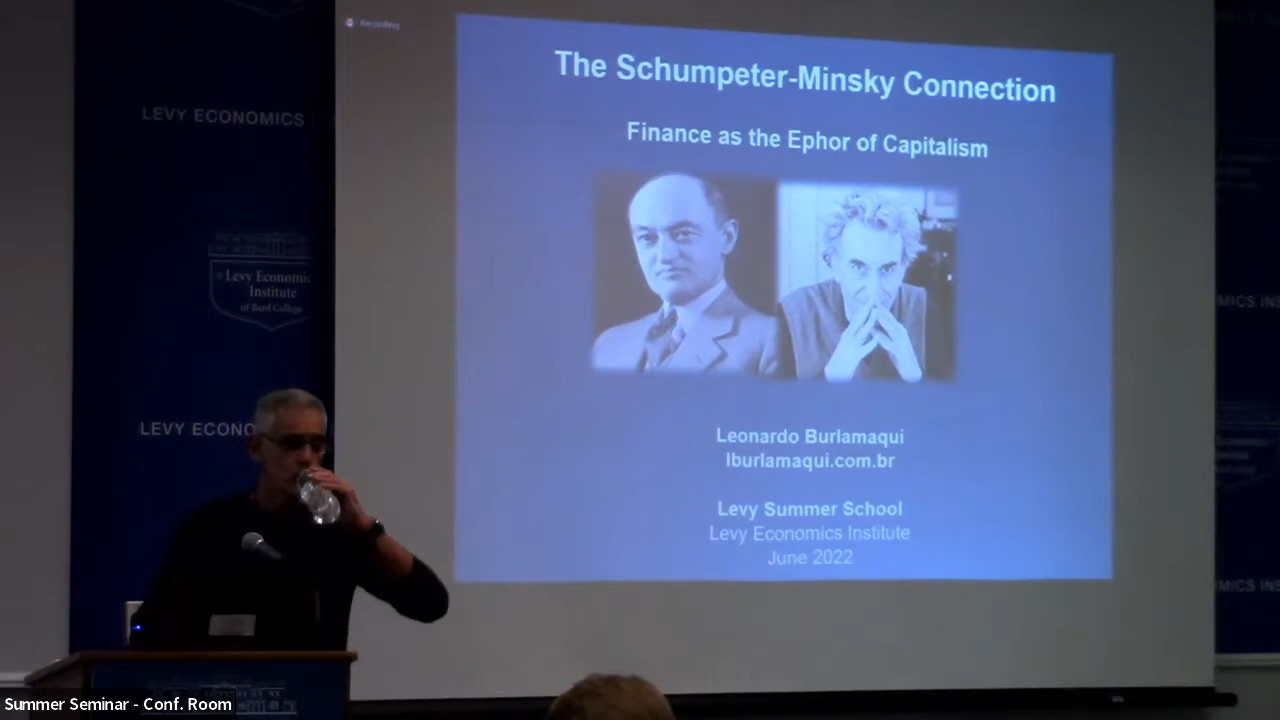 Recording
The Schumpeter-Minsky Connection
Finance as the Ephor of Capitalism
LEVY ECONOMICS
Levy Economic
Institute
of Bard College
LEVY ECONO
Leonardo Burlamaqui
lburlamaqui.com.br
Levy Summer School
Levy Economics Institute
June 2022
MICS INS
MICS INS
Summer Seminar - Conf. Room